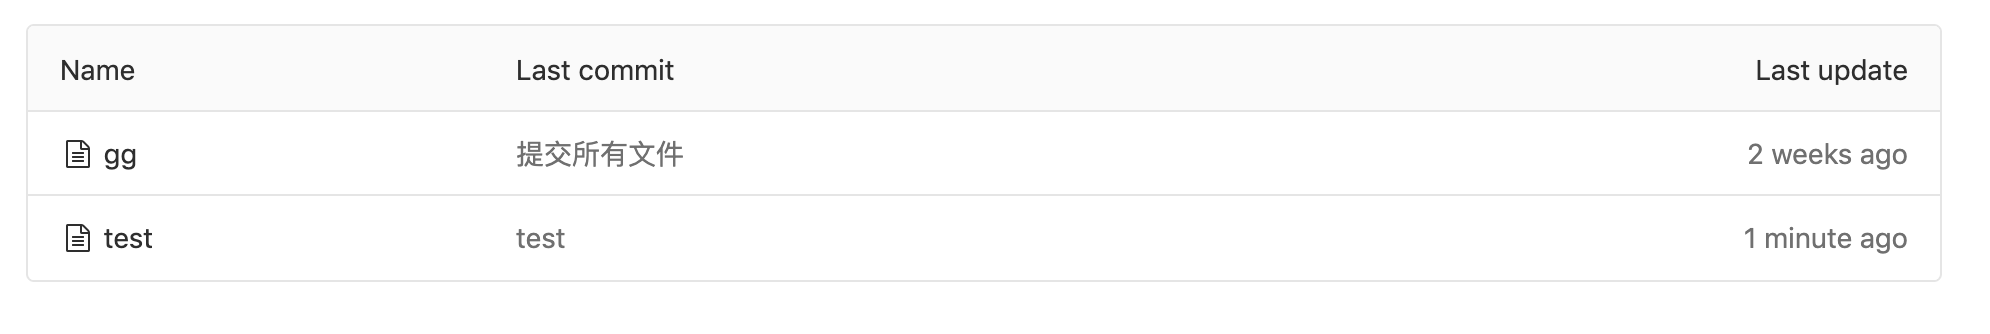 Name Last commit Last update
gg 提交所有文件 2 weeks ago
test test 1 minute ago